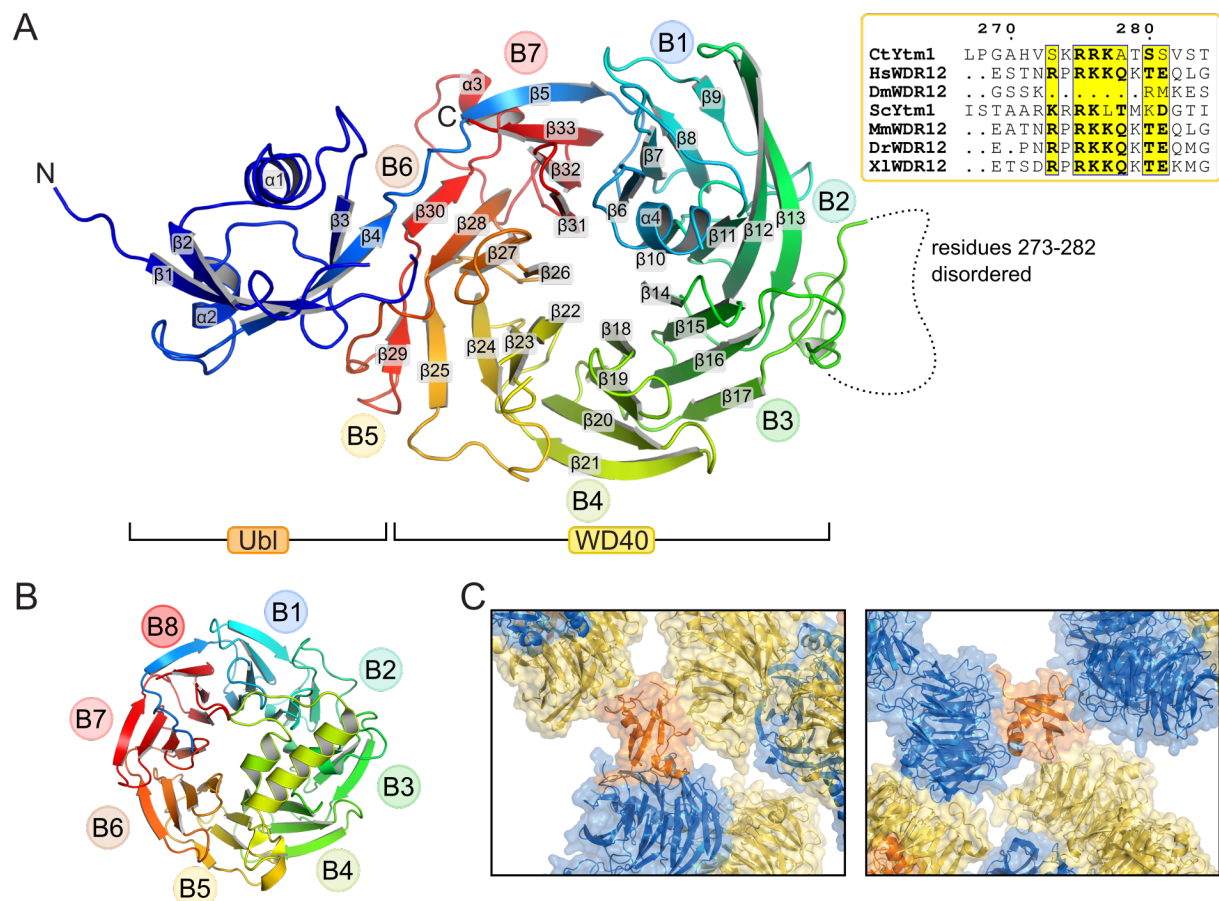 A
B7
B1
270 280
CtYtm1 LPGAHVSKRRKATSSVST
HsWDR12 ..ESTNRPRKKQKTEQLG
DmWDR12 ..GSSK.......RMKES
ScYtm1 ISTAARKRRKLTMKDGTI
MmWDR12 ..EATNRPRKKQKTEQLG
DrWDR12 ..E.PNRPRKKQKTEQMG
XlWDR12 ..ETSDRPRKKQKTEKMG
α3
β5
β9
C
β33
β8
B6
β7
N
α1
β32
β30
β6
α4
B2
β3
β31
β2
β4
β28
β11
β12
β13
β1
β27
β10
residues 273-282
disordered
β26
β14
α2
β22
β18
β15
β29
β24
β23
β16
β25
β19
β17
B3
β20
B5
β21
B4
Ubl
WD40
B
C
B8
B1
B2
B7
B3
B6
B4
B5